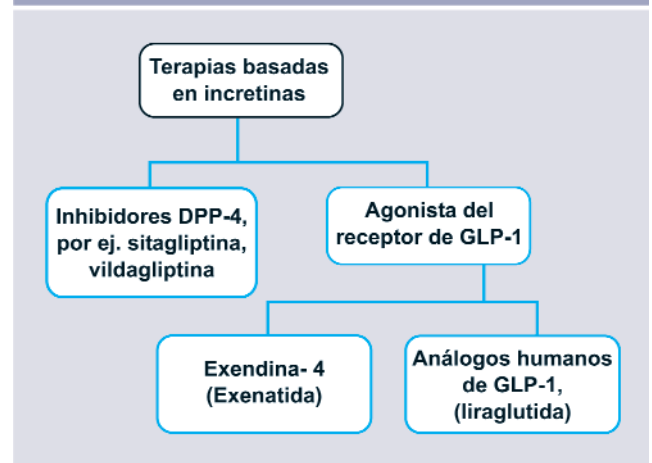 Terapias basadas
en incretinas
Inhibidores DPP-4,
por ej. sitagliptina,
vildagliptina
Agonista del
receptor de GLP-1
Exendina- 4
(Exenatida)
Análogos humanos
de GLP-1,
(liraglutida)